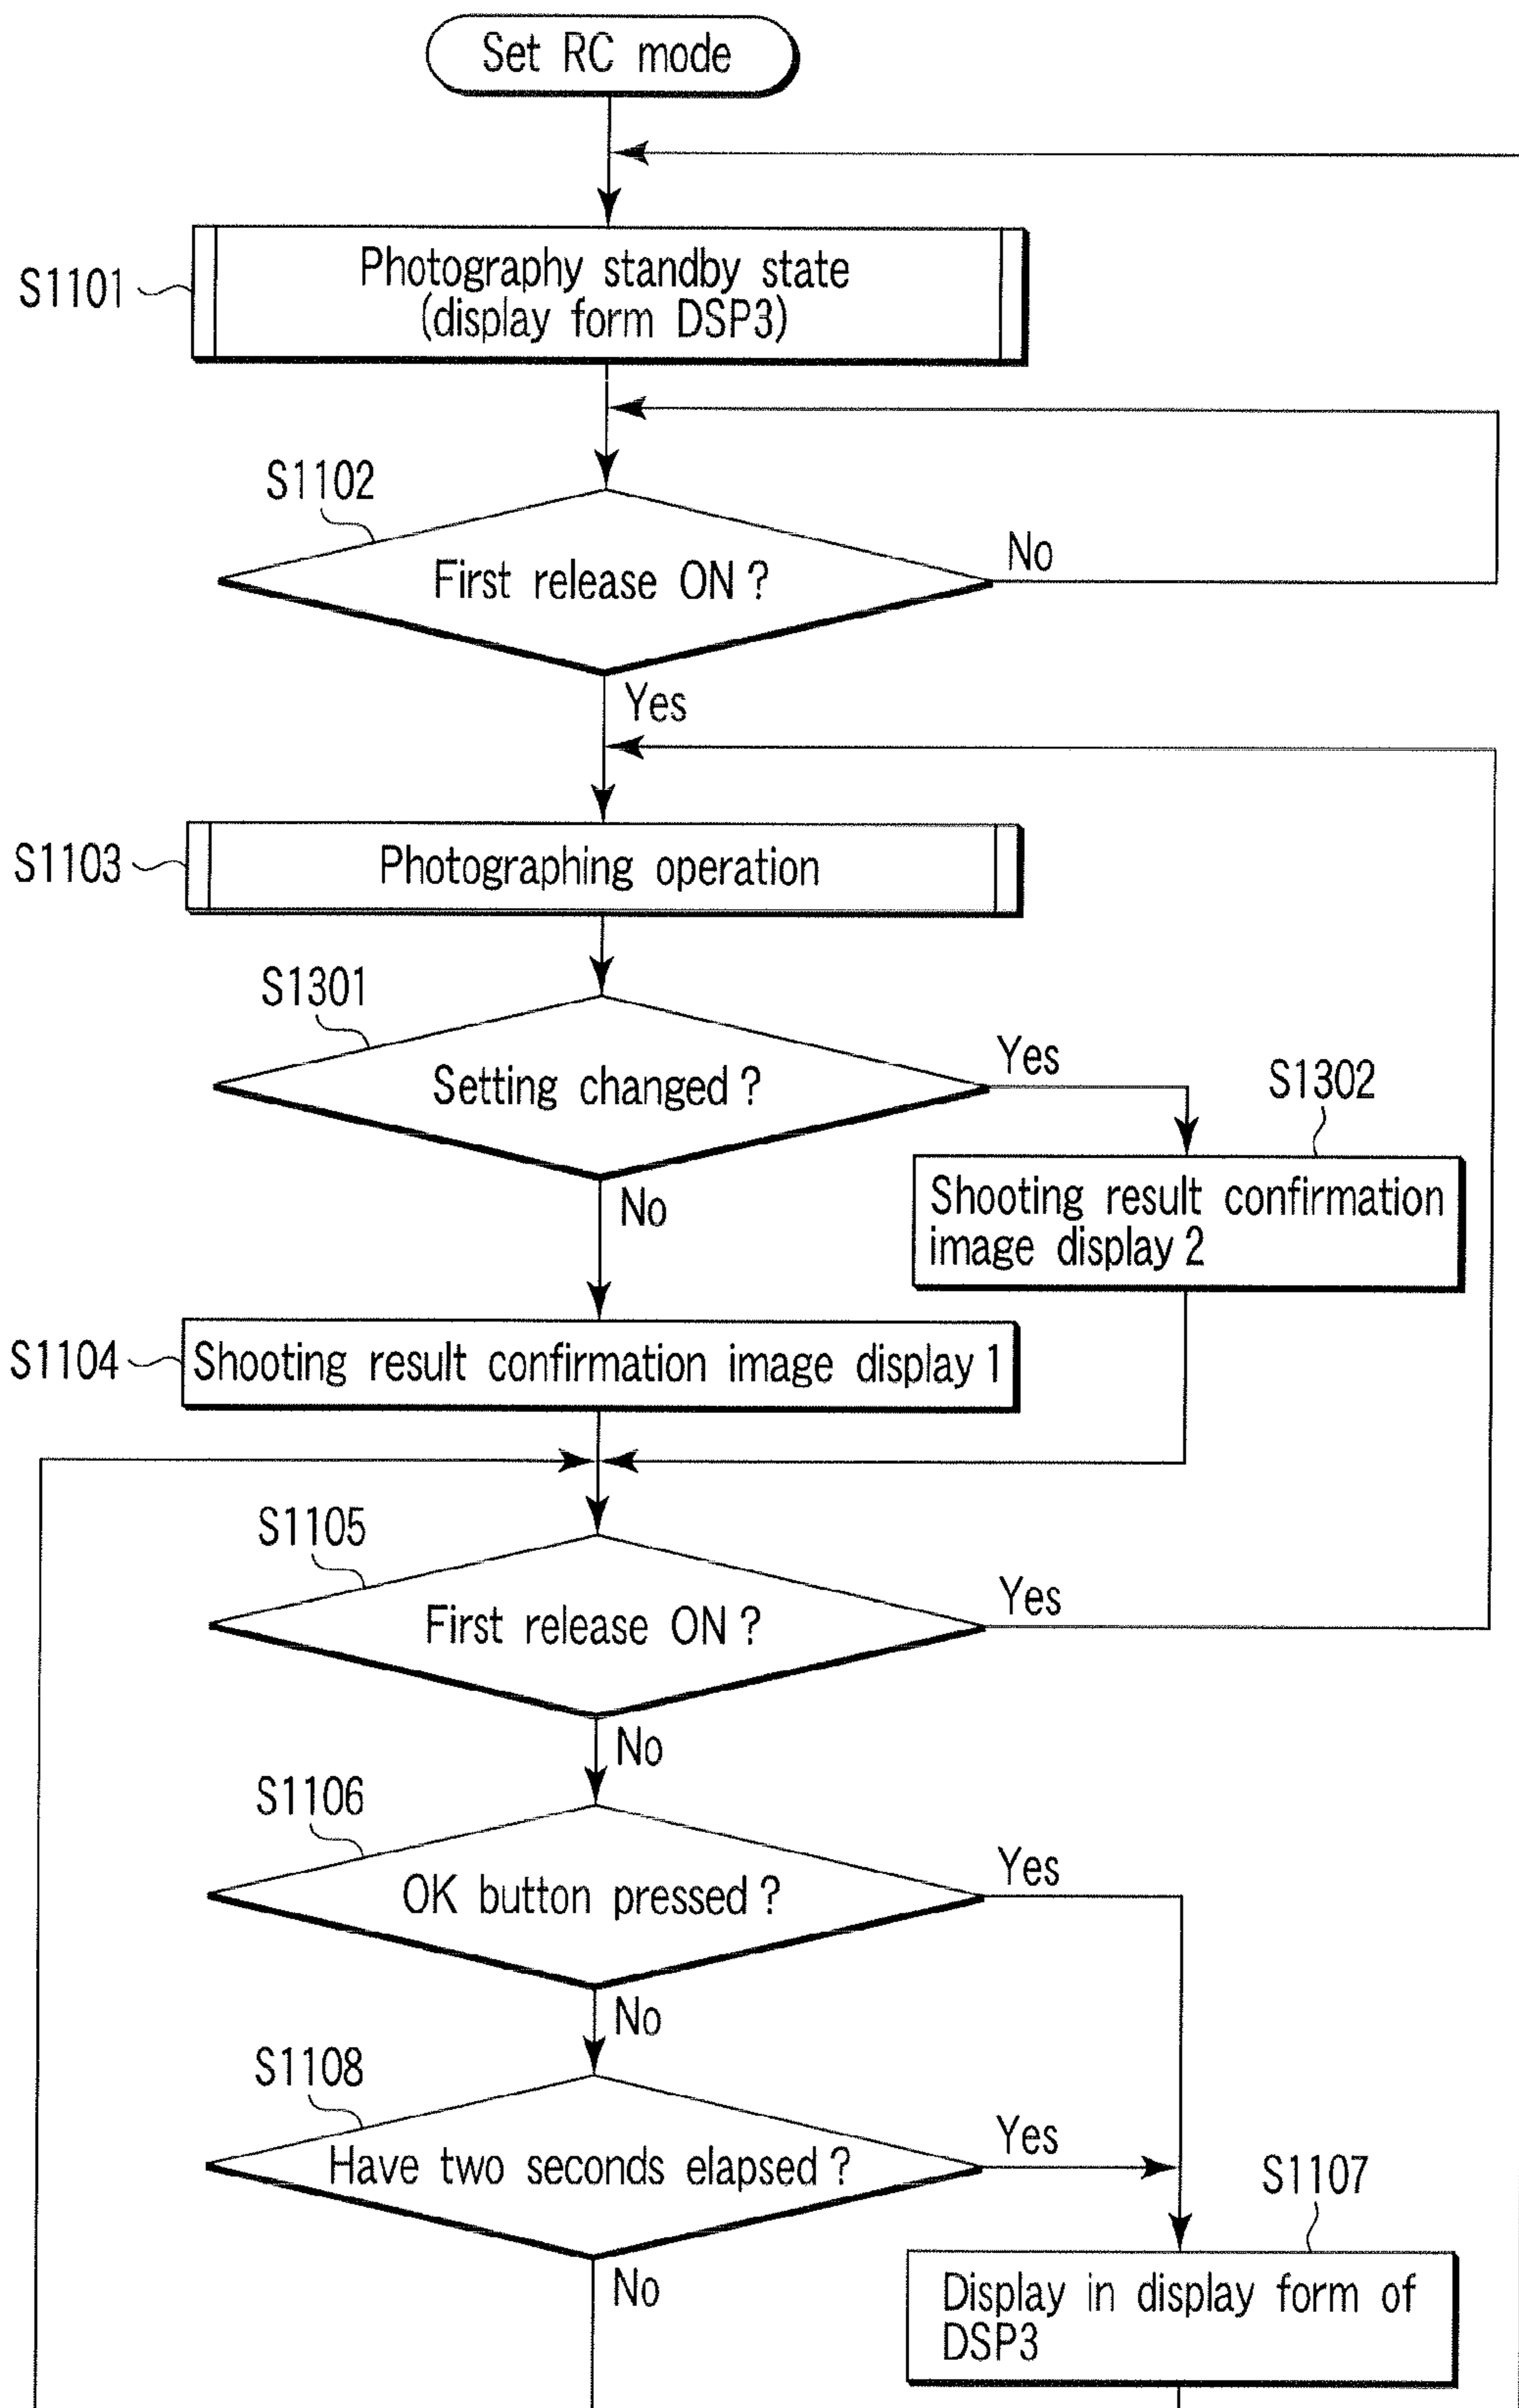 Set RC mode
S1101
Photography standby state
(display form DSP3)
S1102
First release ON?
No
Yes
S1103
Photographing operation
S1301
Setting changed?
Yes
S1302
Shooting result confirmation
image display 2
No
S1104
Shooting result confirmation image display 1
S1105
First release ON?
Yes
No
S1106
OK button pressed?
Yes
No
S1108
Have two seconds elapsed?
Yes
S1107
No
Display in display form of
DSP3